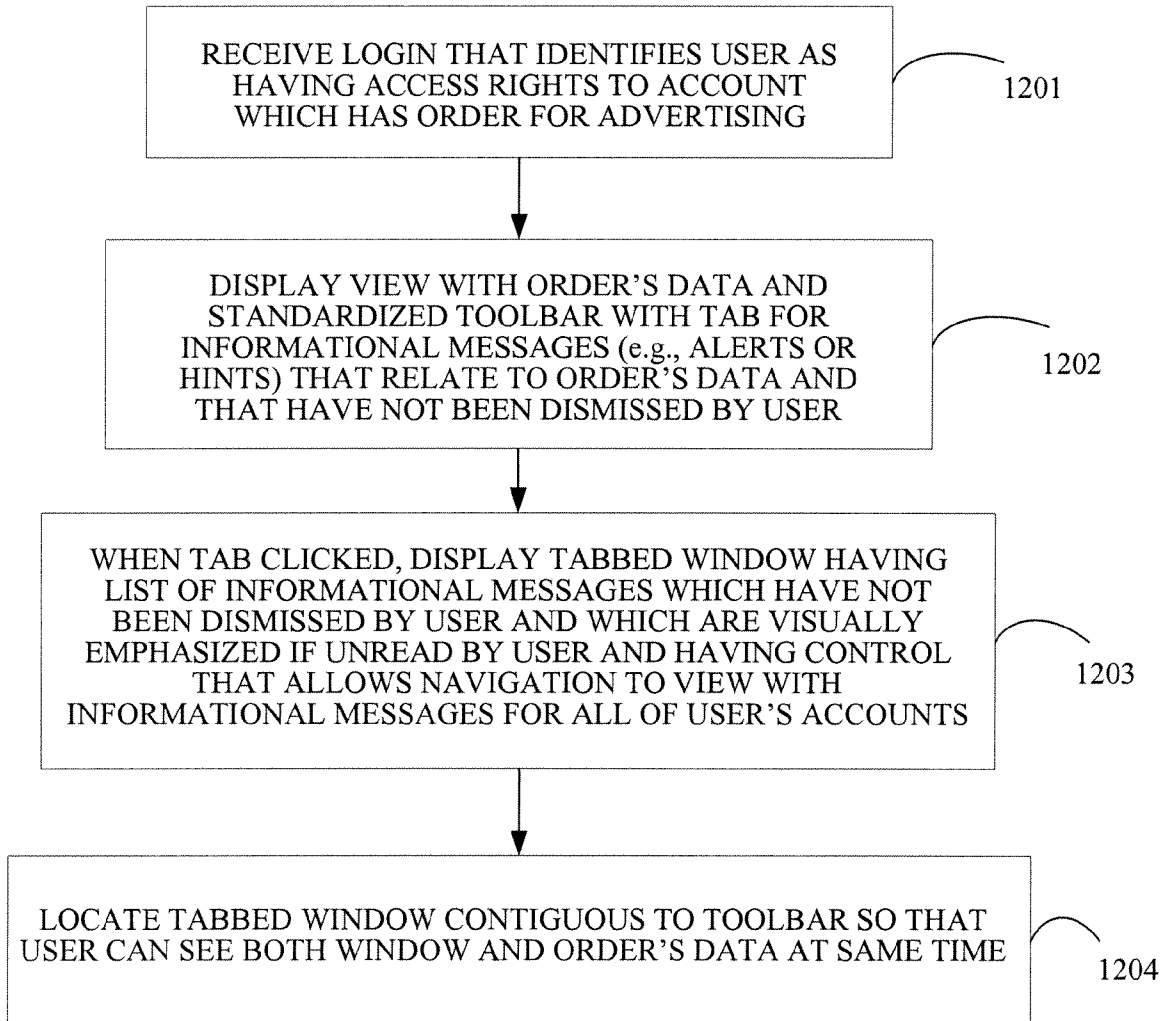 RECEIVE LOGIN THAT IDENTIFIES USER AS
HAVING ACCESS RIGHTS TO ACCOUNT
WHICH HAS ORDER FOR ADVERTISING
1201
DISPLAY VIEW WITH ORDER'S DATA AND
STANDARDIZED TOOLBAR WITH TAB FOR
INFORMATIONAL MESSAGES (e.g., ALERTS OR
HINTS) THAT RELATE TO ORDER'S DATA AND
THAT HAVE NOT BEEN DISMISSED BY USER
1202
WHEN TAB CLICKED, DISPLAY TABBED WINDOW HAVING
LIST OF INFORMATIONAL MESSAGES WHICH HAVE NOT
BEEN DISMISSED BY USER AND WHICH ARE VISUALLY
EMPHASIZED IF UNREAD BY USER AND HAVING CONTROL
THAT ALLOWS NAVIGATION TO VIEW WITH
INFORMATIONAL MESSAGES FOR ALL OF USER'S ACCOUNTS
1203
LOCATE TABBED WINDOW CONTIGUOUS TO TOOLBAR SO THAT
USER CAN SEE BOTH WINDOW AND ORDER'S DATA AT SAME TIME
1204